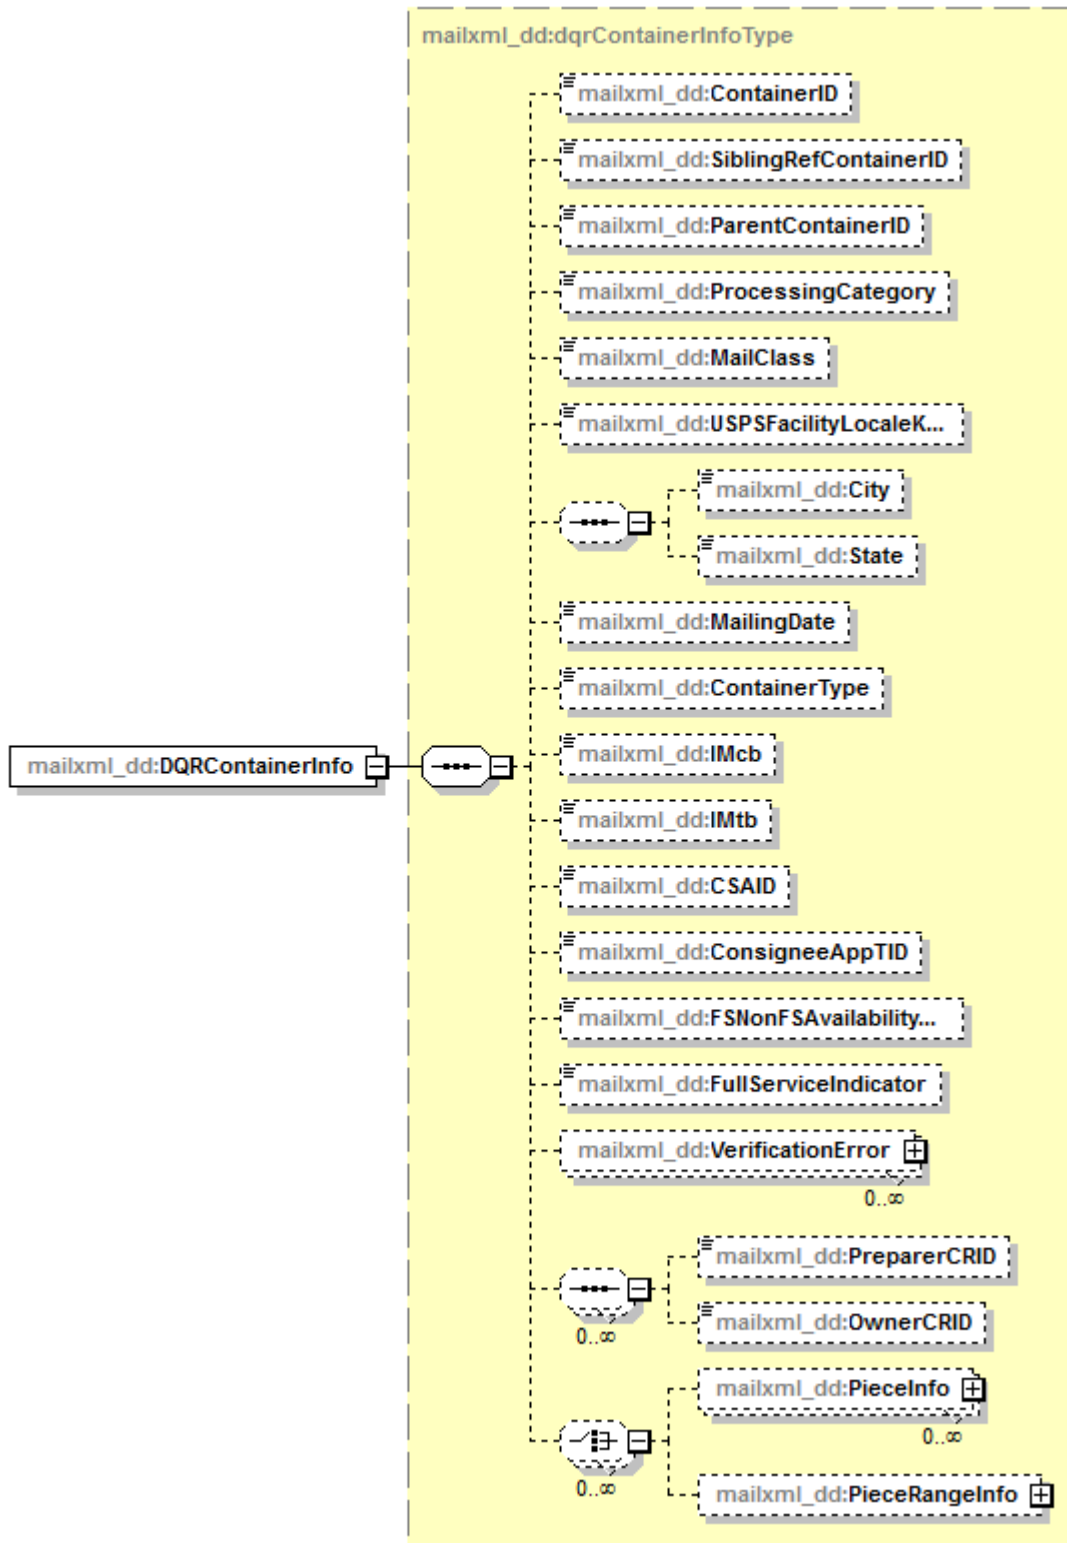 mailxml_dd:dqrContainerInfoType
mailxml_dd:ContainerID
mailxml_dd:SiblingRefContainerID
mailxml_dd:ParentContainerID
mailxml_dd:ProcessingCategory
mailxml_dd:MailClass
mailxml_dd:USPSFacilityLocaleK...
mailxml_dd:City
mailxml_dd:State
mailxml_dd:MailingDate
mailxml_dd:ContainerType
mailxml_dd:IMcb
mailxml_dd:DQRContainerInfo
mailxml_dd:IMtb
mailxml_dd:CSAID
mailxml_dd:ConsigneeAppTID
mailxml_dd:FSNonFSAvailability...
mailxml_dd:FullServiceIndicator
mailxml_dd:VerificationError
0..∞
mailxml_dd:PreparerCRID
mailxml_dd:OwnerCRID
0..∞
mailxml_dd:PieceInfo
0..∞
0..∞
mailxml_dd:PieceRangeInfo